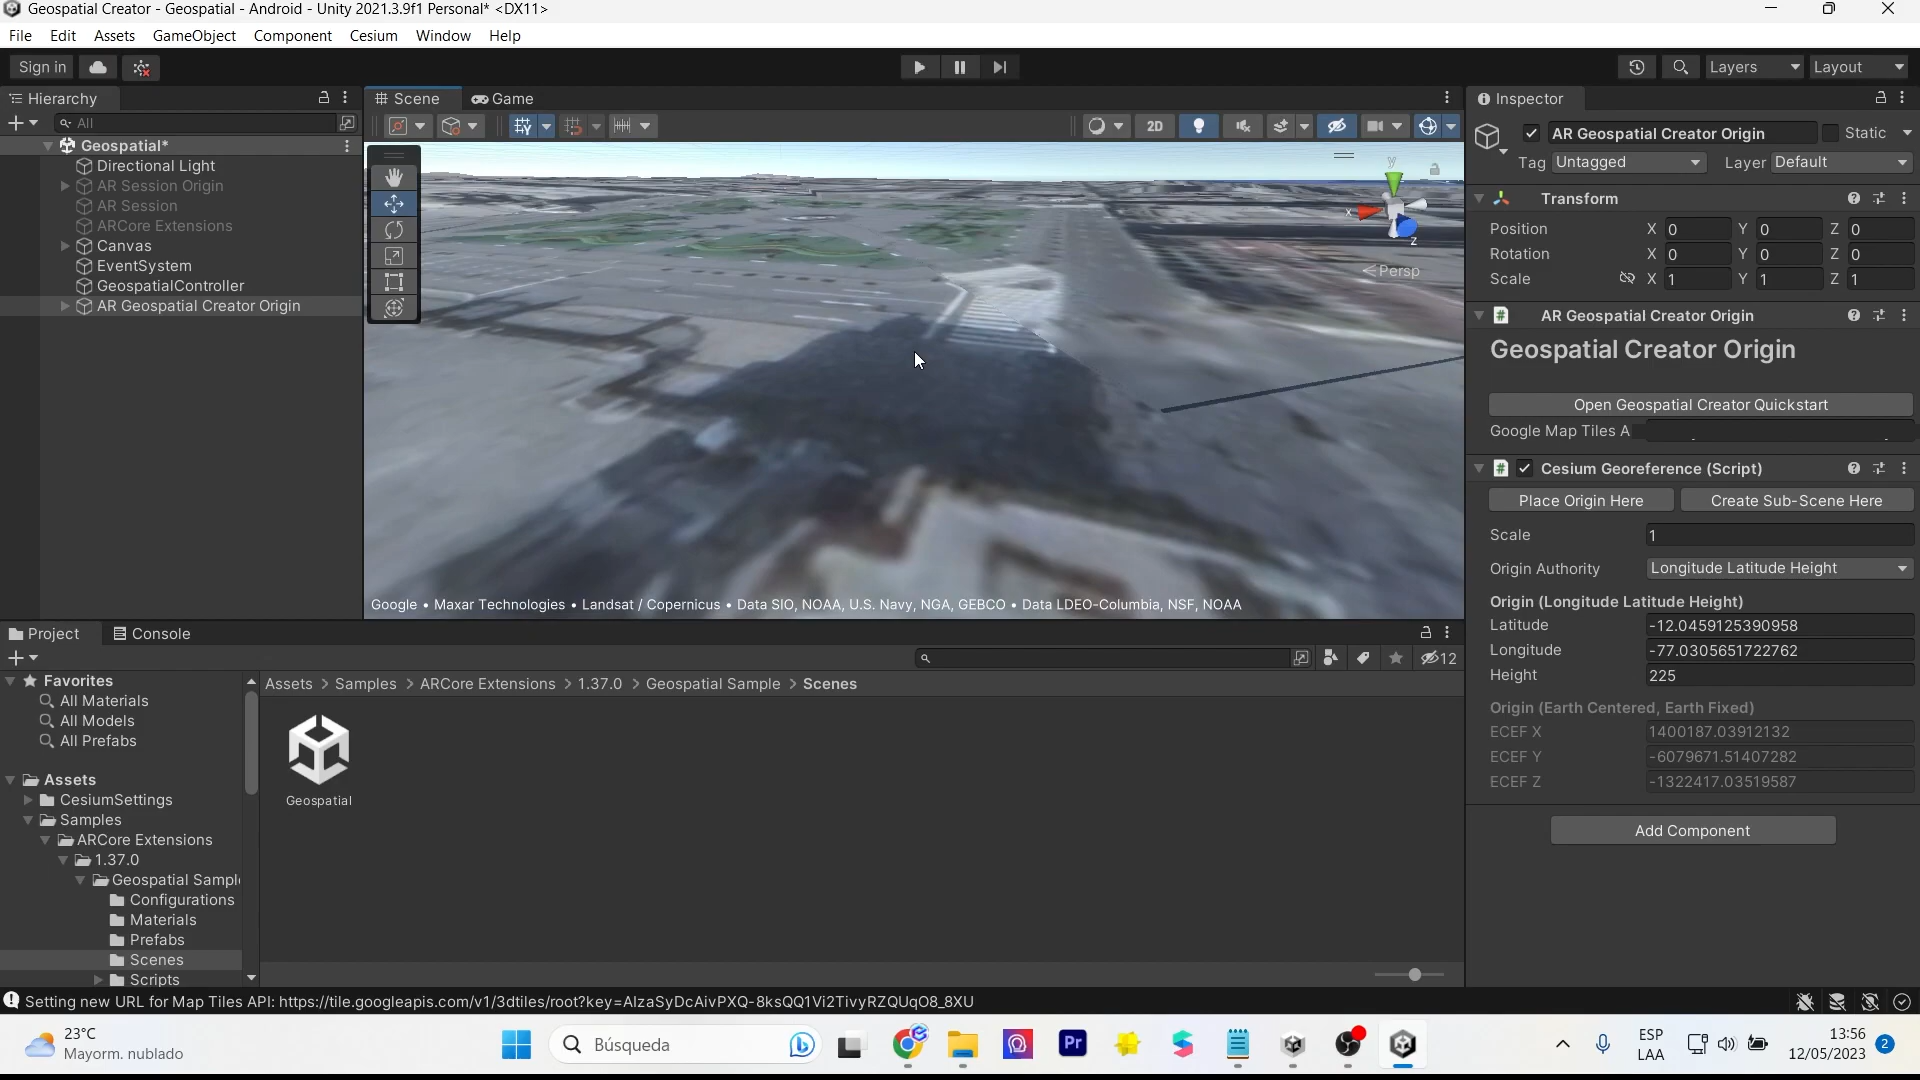 Geospatial Creator - Geospatial - Android - Unity 2021.3.9f1 Personal* <DX11>
File Edit Assets GameObject Component Cesium Window Help
Sign in
Layers
Layout
Hierarchy
All
Geospatial*
Directional Light
AR Session Origin
AR Session
ARCore Extensions
Canvas
EventSystem
GeospatialController
AR Geospatial Creator Origin
Scene
Game
2D
y
x
z
Persp
Google • Maxar Technologies • Landsat / Copernicus • Data SIO, NOAA, U.S. Navy, NGA, GEBCO • Data LDEO-Columbia, NSF, NOAA
Inspector
AR Geospatial Creator Origin
Static
Tag Untagged
Layer Default
Transform
Position X 0 Y 0 Z 0
Rotation X 0 Y 0 Z 0
Scale X 1 Y 1 Z 1
AR Geospatial Creator Origin
Geospatial Creator Origin
Open Geospatial Creator Quickstart
Google Map Tiles A
Cesium Georeference (Script)
Place Origin Here
Create Sub-Scene Here
Scale 1
Origin Authority Longitude Latitude Height
Origin (Longitude Latitude Height)
Latitude -12.0459125390958
Longitude -77.0305651722762
Height 225
Origin (Earth Centered, Earth Fixed)
ECEF X 1400187.03912132
ECEF Y -6079671.51407282
ECEF Z -1322417.03519587
Add Component
Project
Console
12
Favorites
All Materials
All Models
All Prefabs
Assets
CesiumSettings
Samples
ARCore Extensions
1.37.0
Geospatial Sampl
Configurations
Materials
Prefabs
Scenes
Scripts
Assets > Samples > ARCore Extensions > 1.37.0 > Geospatial Sample > Scenes
Geospatial
Setting new URL for Map Tiles API: https://tile.googleapis.com/v1/3dtiles/root?key=AIzaSyDcAivPXQ-8ksQQ1Vi2TivyRZQUqO8_8XU
23°C
Mayorm. nublado
Búsqueda
Pr
ESP
LAA
13:56
12/05/2023
2